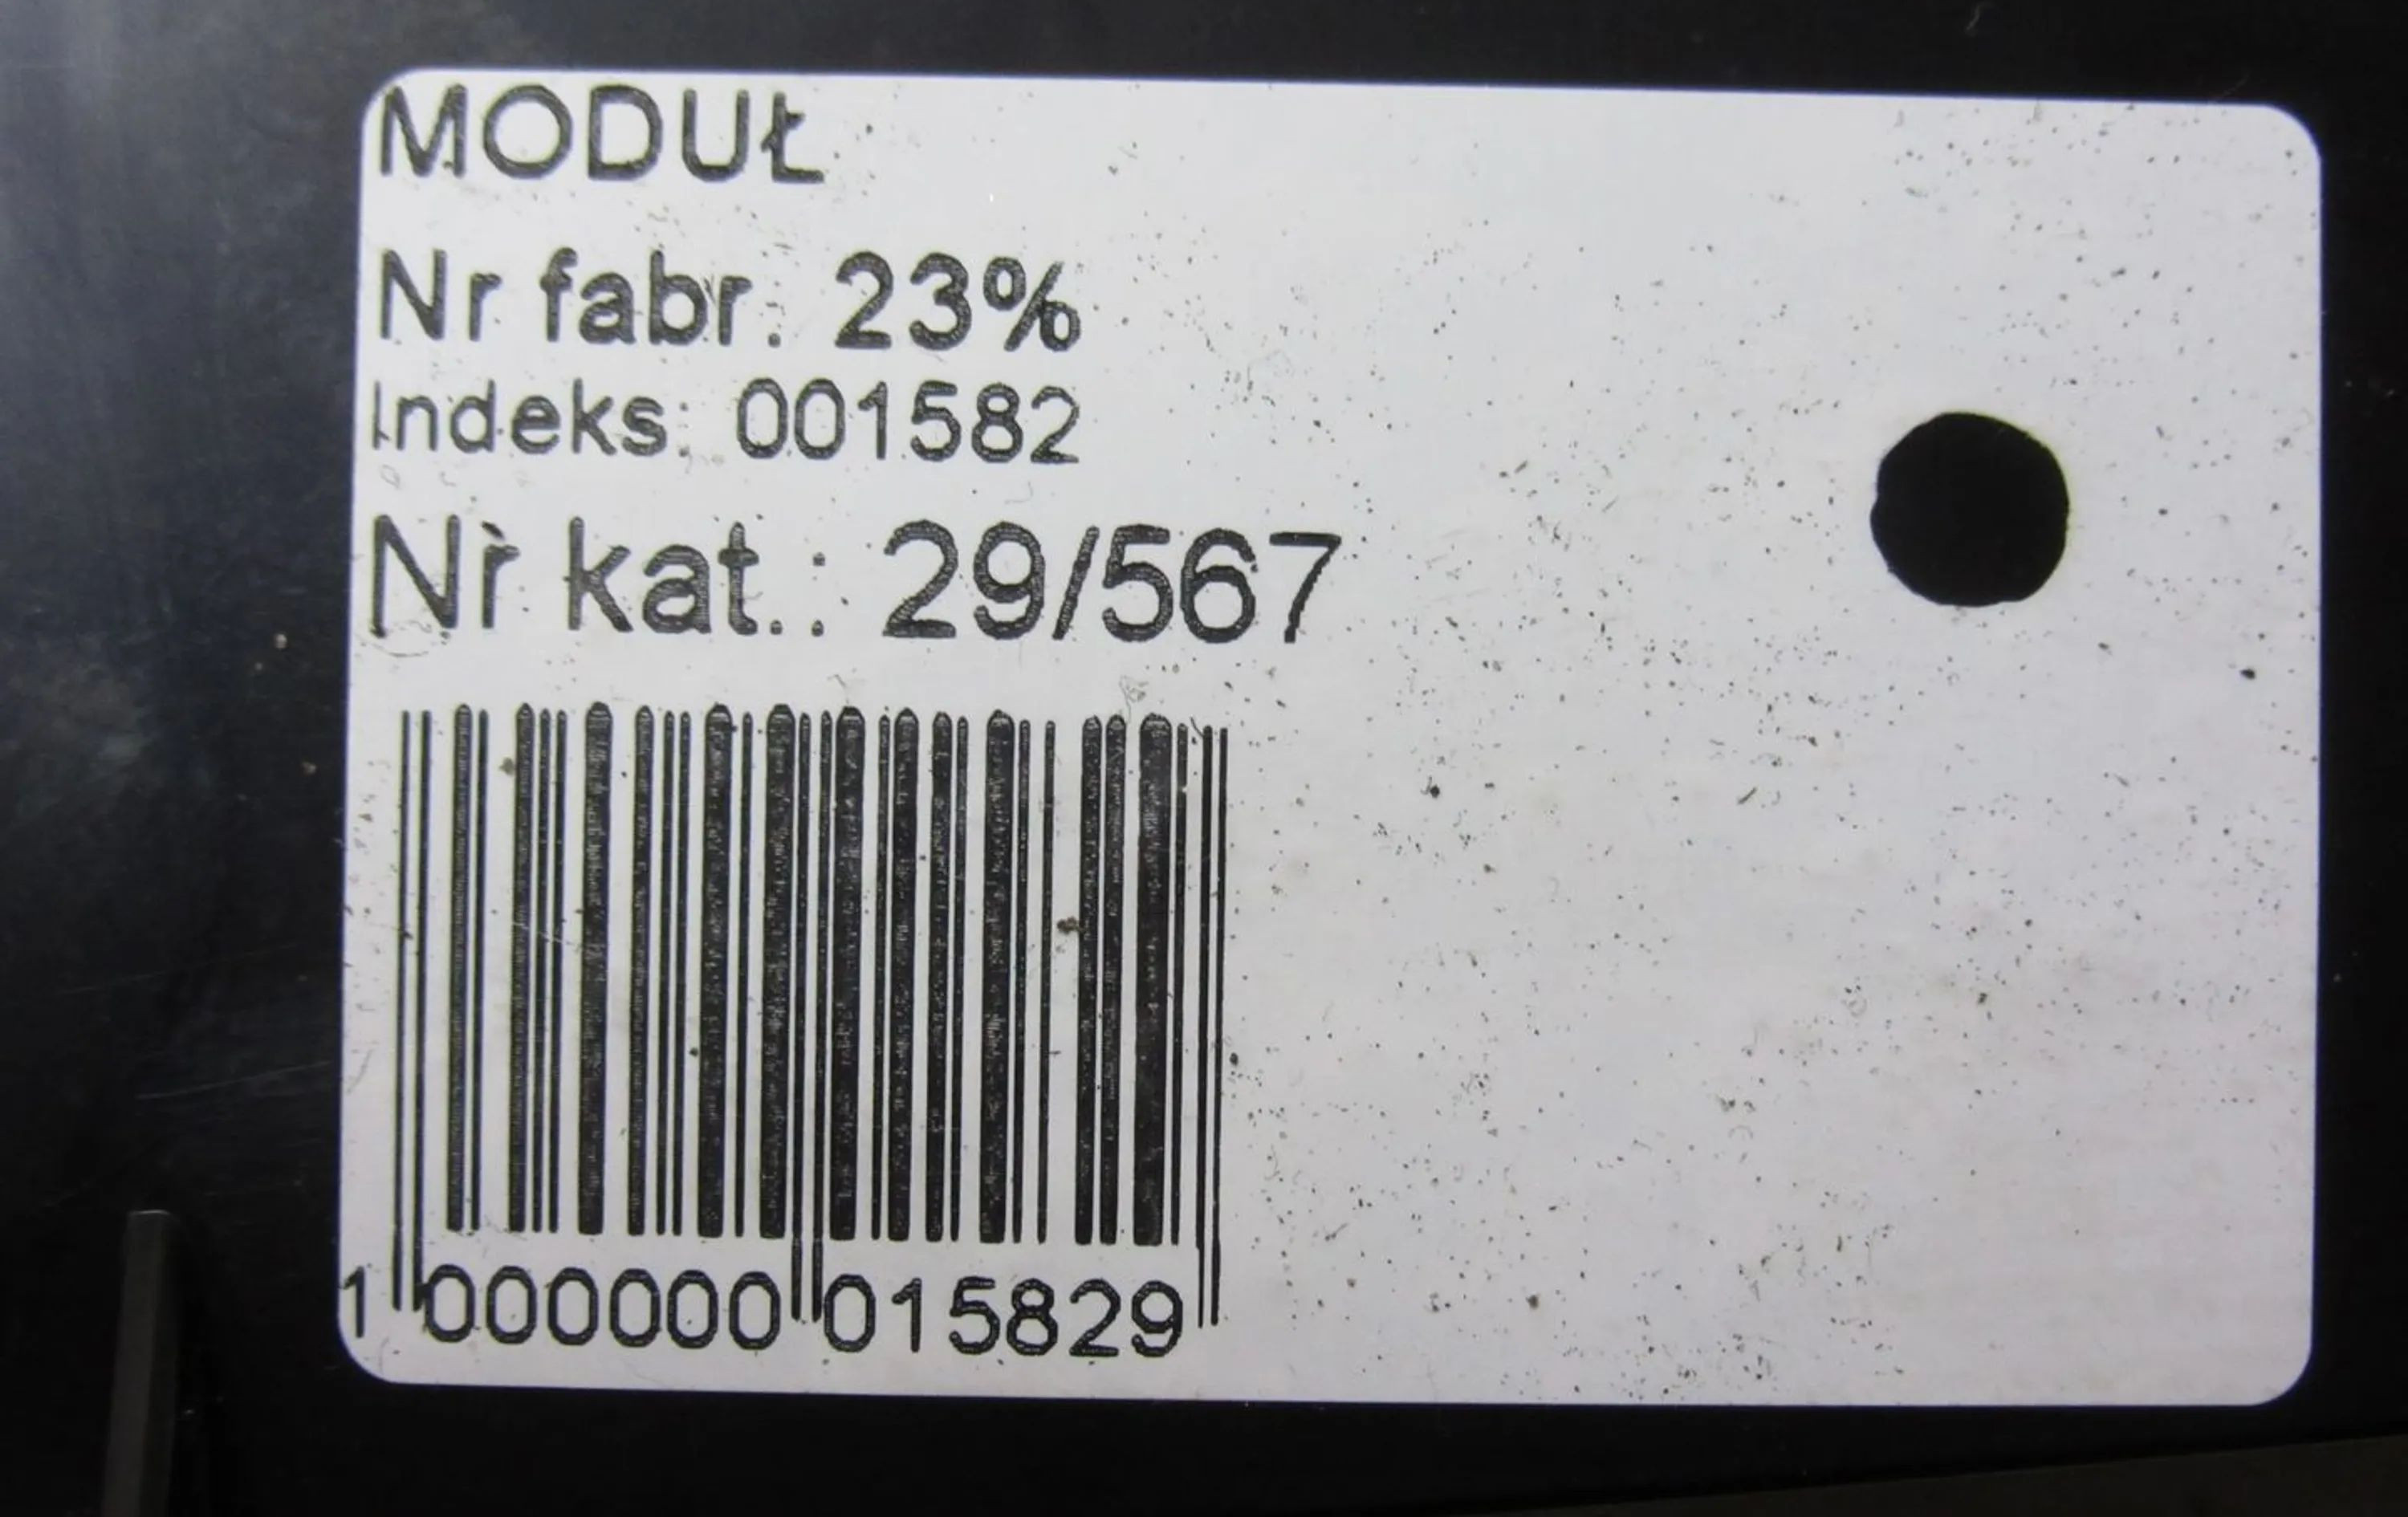 MODUŁ
Nr fabr. 23%
Indeks: 001582
Nr kat.: 29/567
1 000000 015829